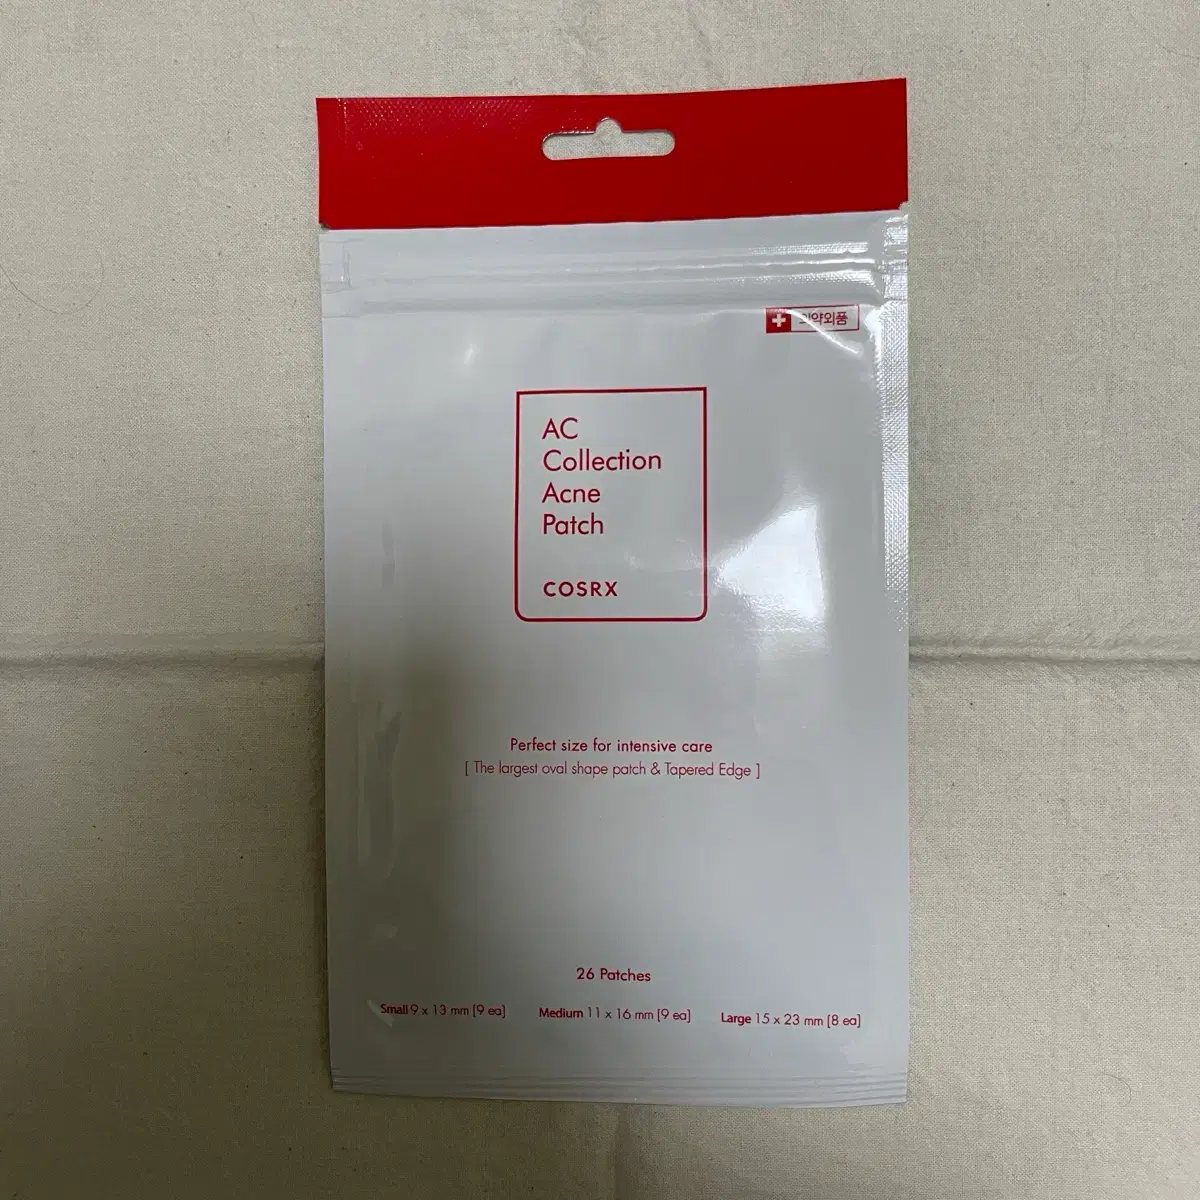 의약외품
AC
Collection
Acne
Patch
COSRX
Perfect size for intensive care
[ The largest oval shape patch & Tapered Edge ]
26 Patches
Small 9 x 13 mm [9 ea] Medium 11 x 16 mm [9 ea] Large 15 x 23 mm [8 ea]